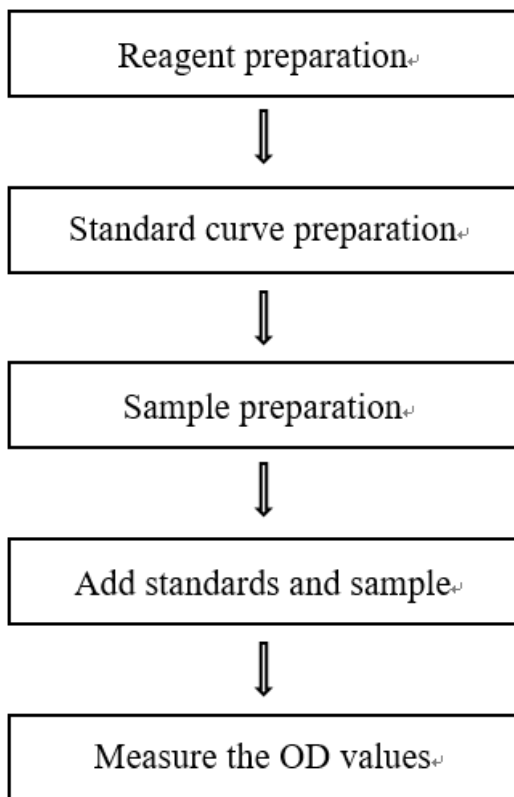 Reagent preparation
Standard curve preparation
Sample preparation
Add standards and sample
Measure the OD values